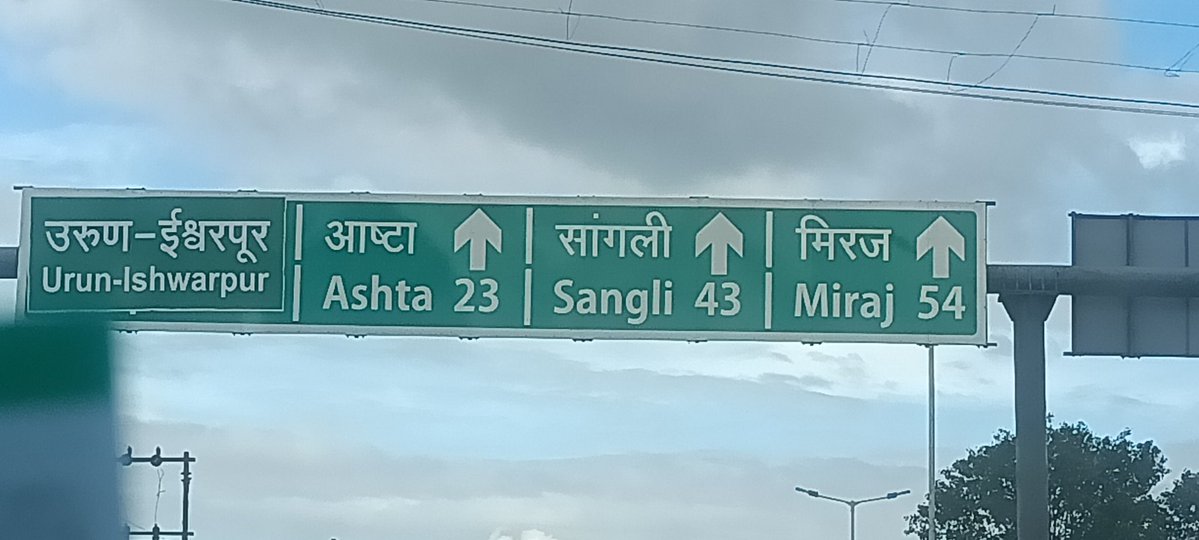 उरुण-ईश्वरपूर
Urun-Ishwarpur
आष्टा
Ashta 23
सांगली
Sangli 43
मिरज
Miraj 54